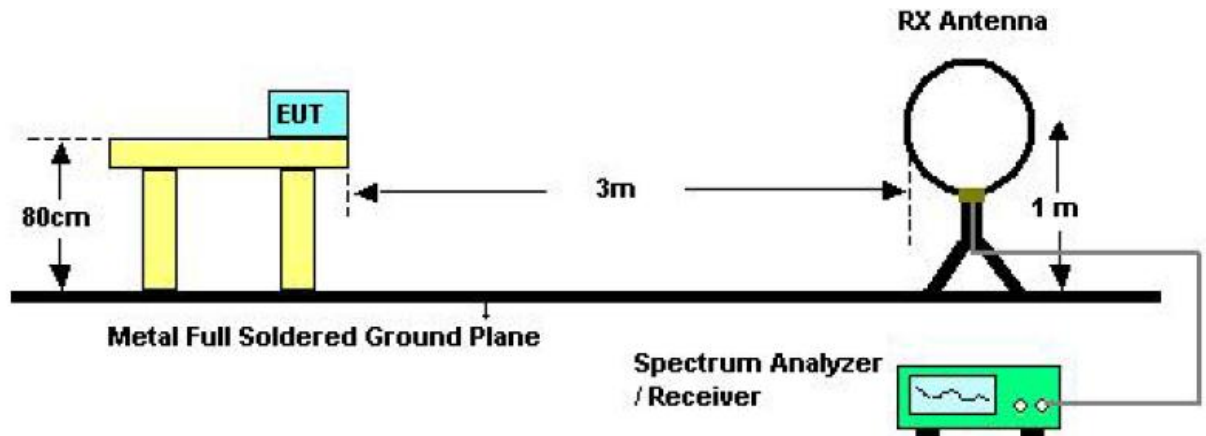 RX Antenna
EUT
3m
80cm
1 m
Metal Full Soldered Ground Plane
Spectrum Analyzer
/ Receiver